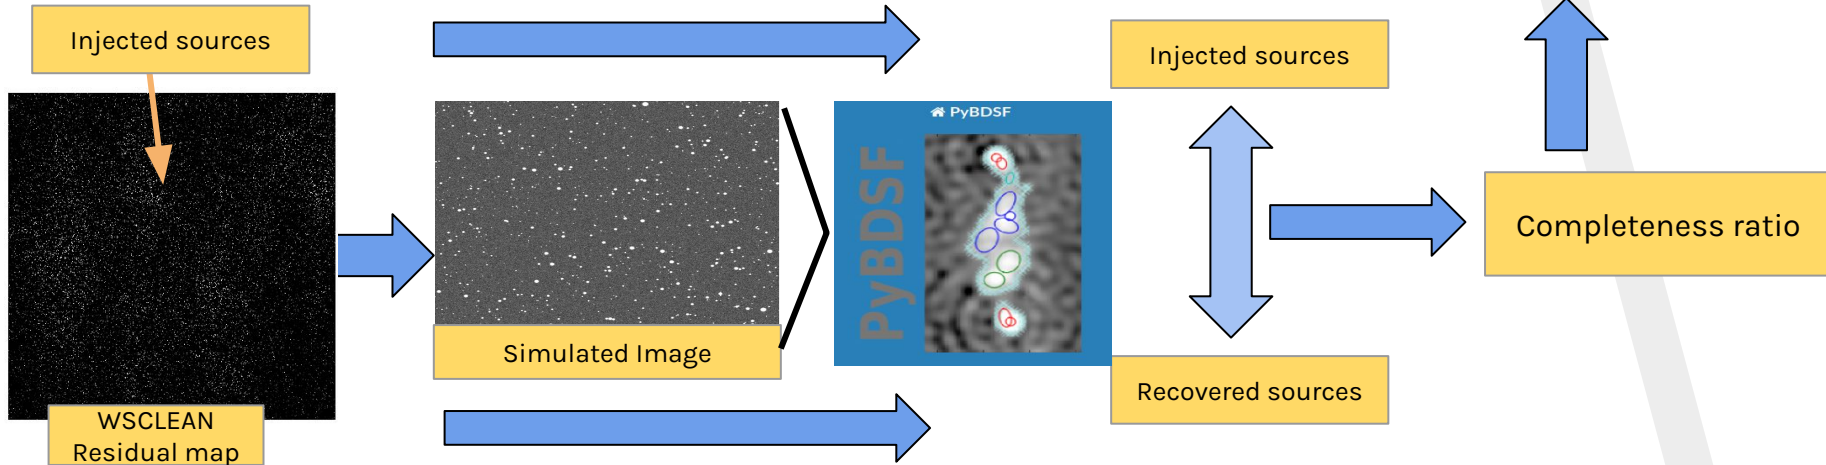 Injected sources
WSCLEAN
Residual map
Simulated Image
PyBDSF
PyBDSF
Injected sources
Recovered sources
Completeness ratio